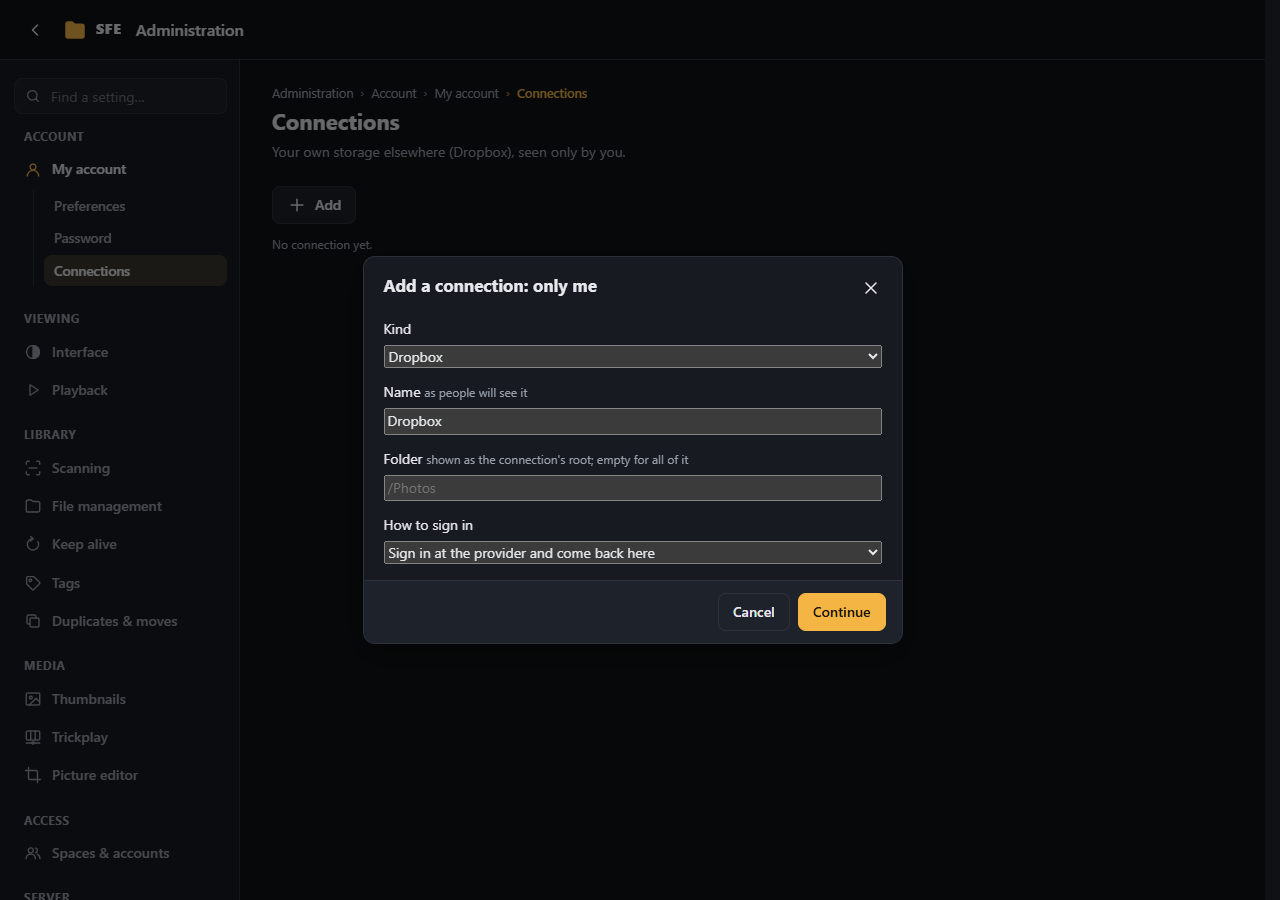 SFE Administration
Find a setting...
ACCOUNT
My account
Preferences
Password
Connections
VIEWING
Interface
Playback
LIBRARY
Scanning
File management
Keep alive
Tags
Duplicates & moves
MEDIA
Thumbnails
Trickplay
Picture editor
ACCESS
Spaces & accounts
SERVER
Administration › Account › My account › Connections
Connections
Your own storage elsewhere (Dropbox), seen only by you.
Add
No connection yet.
Add a connection: only me
Kind
Dropbox
Name as people will see it
Dropbox
Folder shown as the connection's root; empty for all of it
/Photos
How to sign in
Sign in at the provider and come back here
Cancel Continue